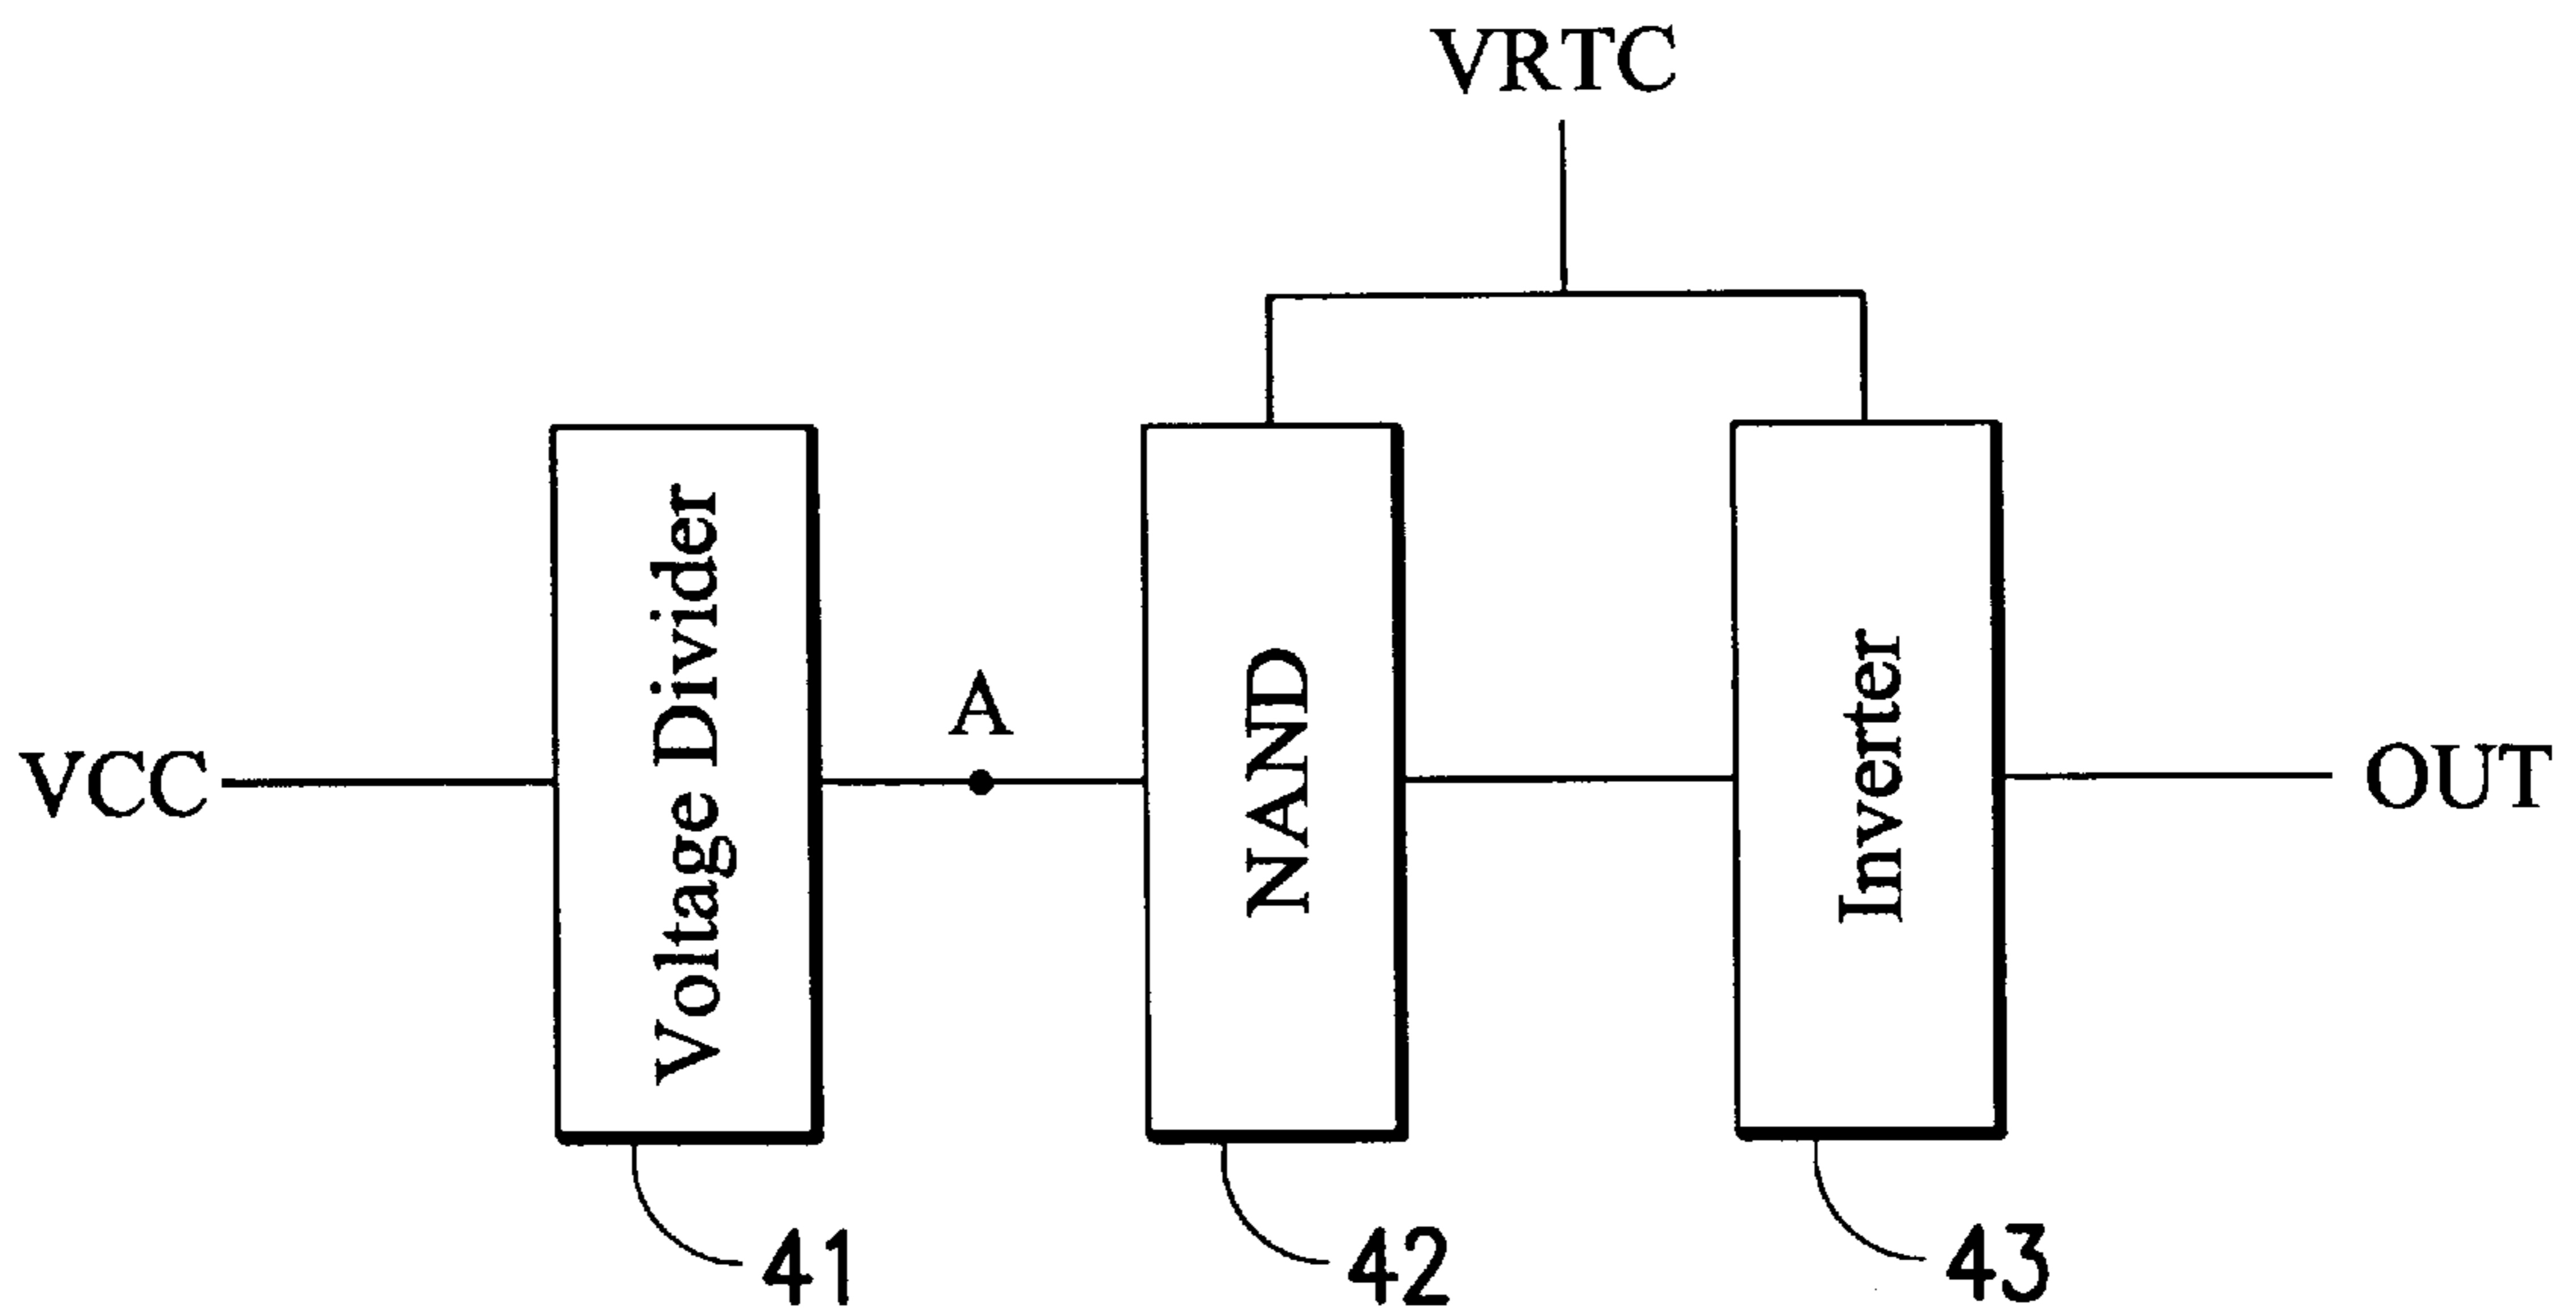 VRTC
VCC
Voltage Divider
A
NAND
Inverter
OUT
41
42
43